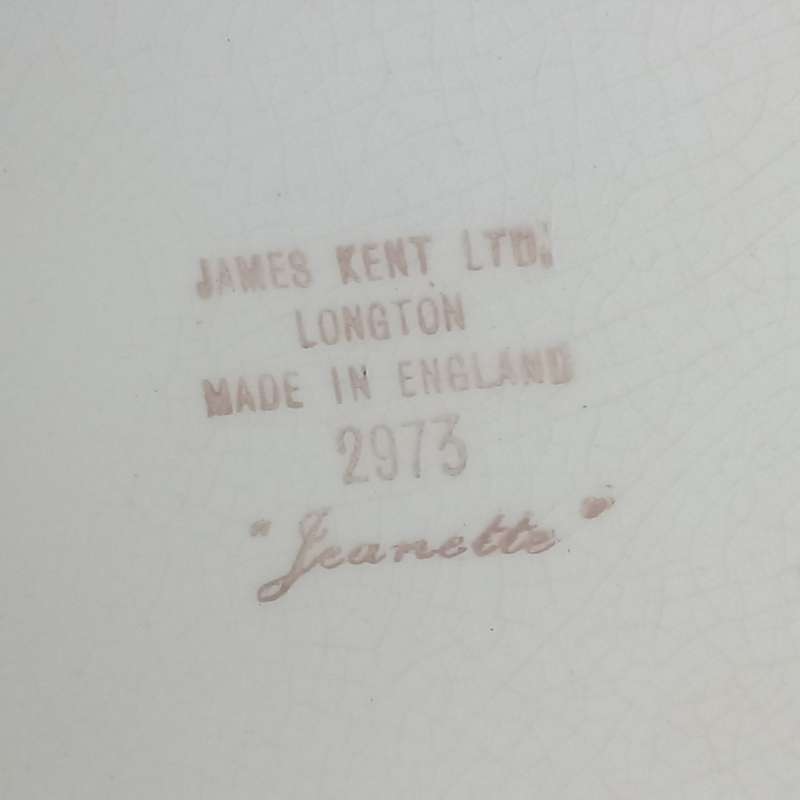 JAMES KENT LTD.
LONGTON
MADE IN ENGLAND
2973
"Jeanette"